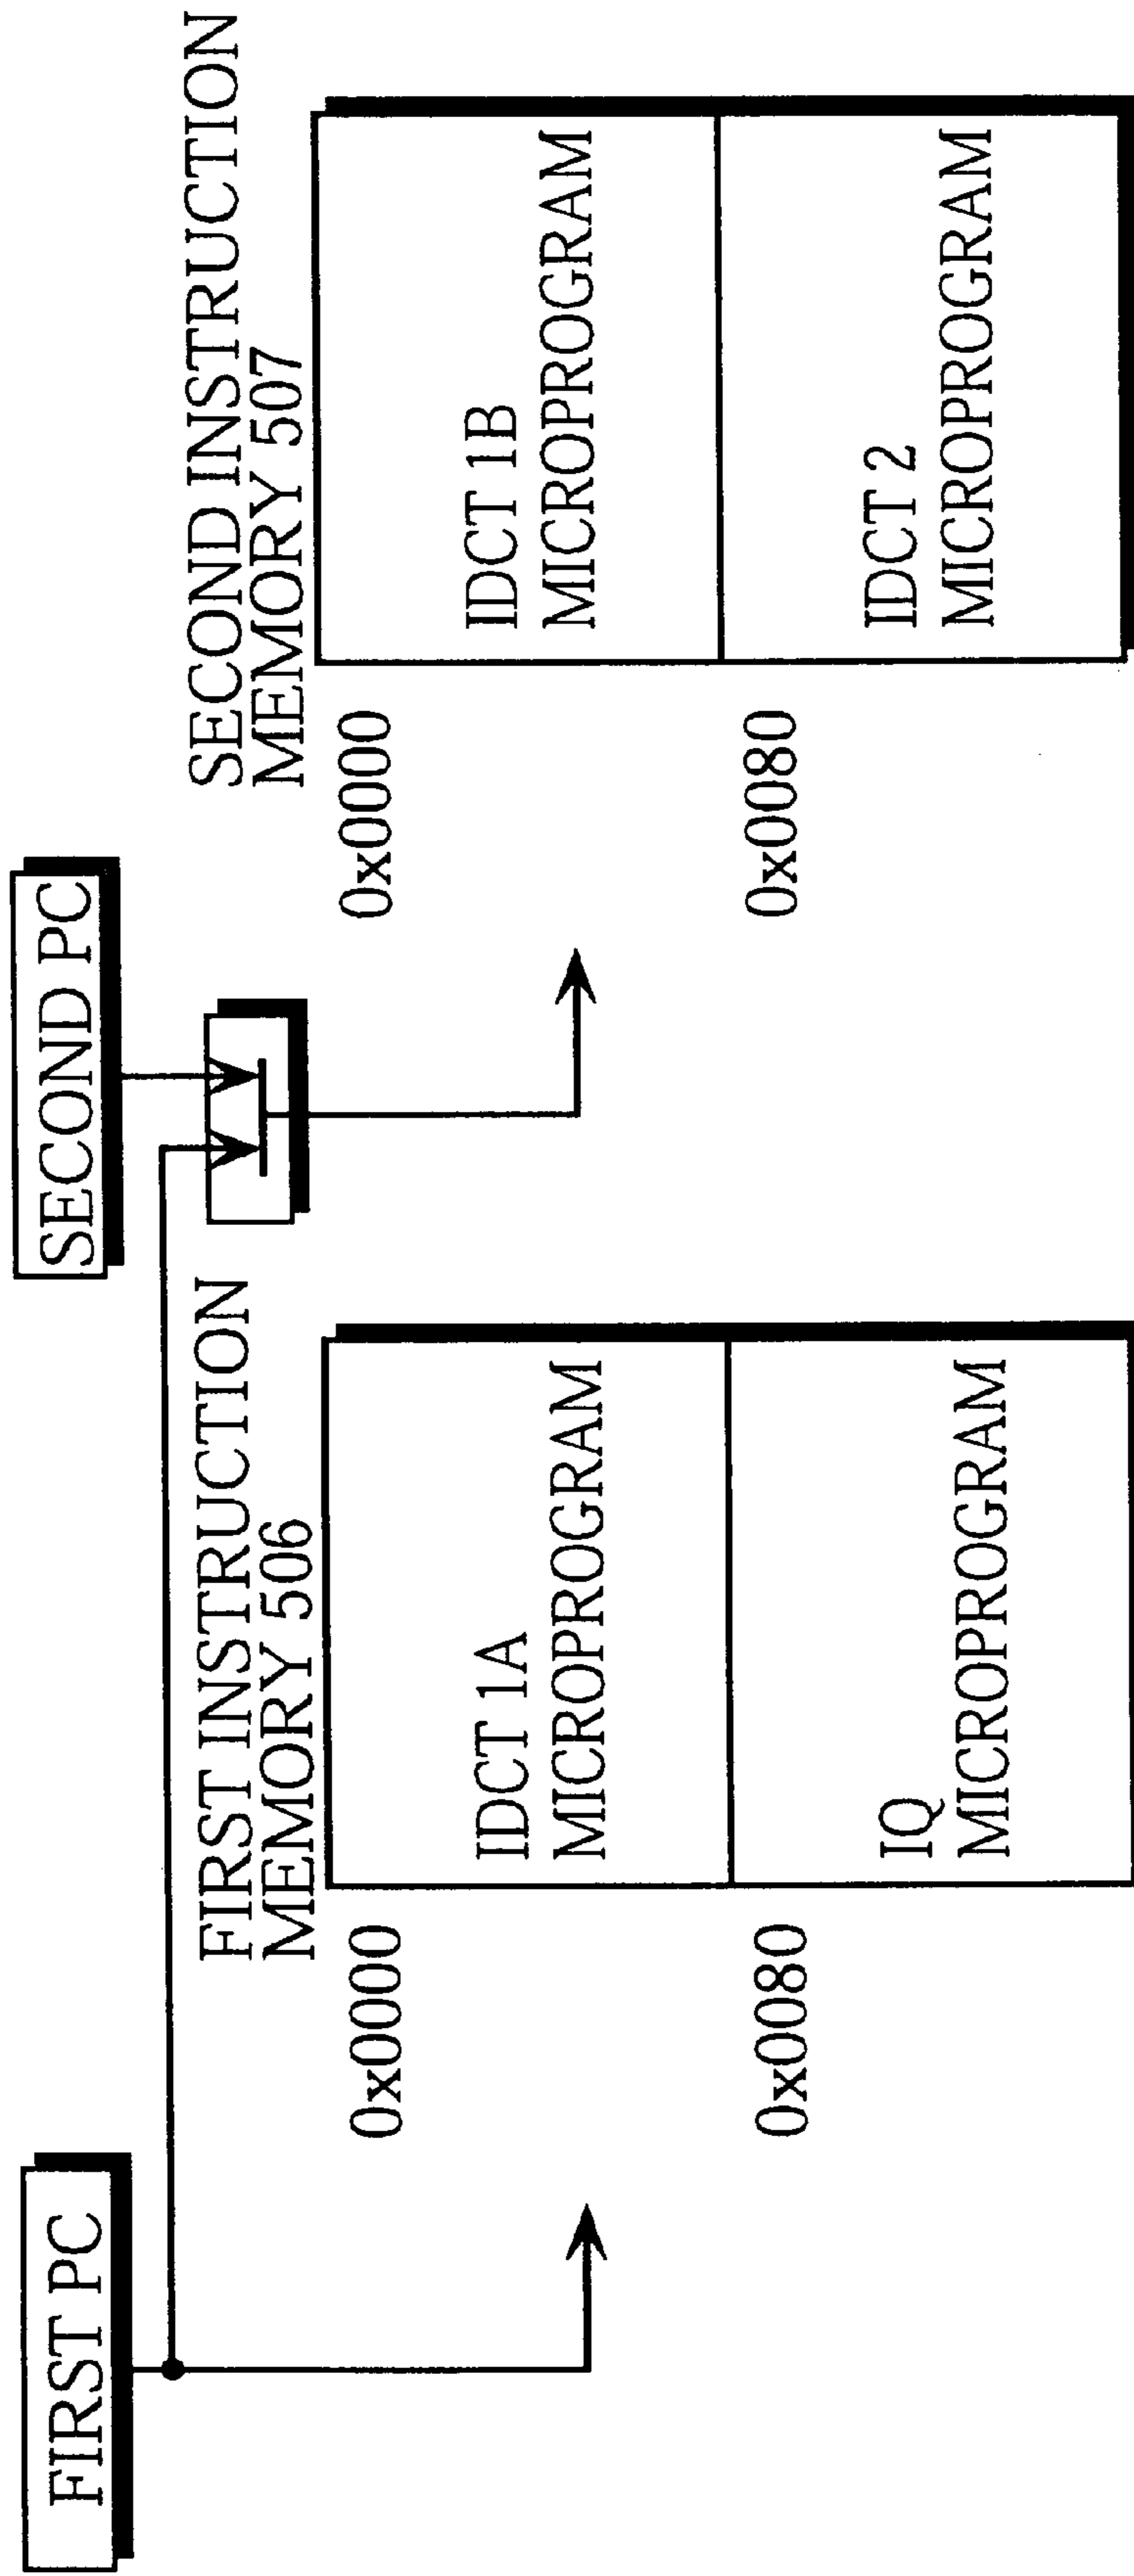 FIRST PC
SECOND PC
FIRST INSTRUCTION
MEMORY 506
0x0000
IDCT 1A
MICROPROGRAM
0x0080
IQ
MICROPROGRAM
SECOND INSTRUCTION
MEMORY 507
0x0000
IDCT 1B
MICROPROGRAM
0x0080
IDCT 2
MICROPROGRAM